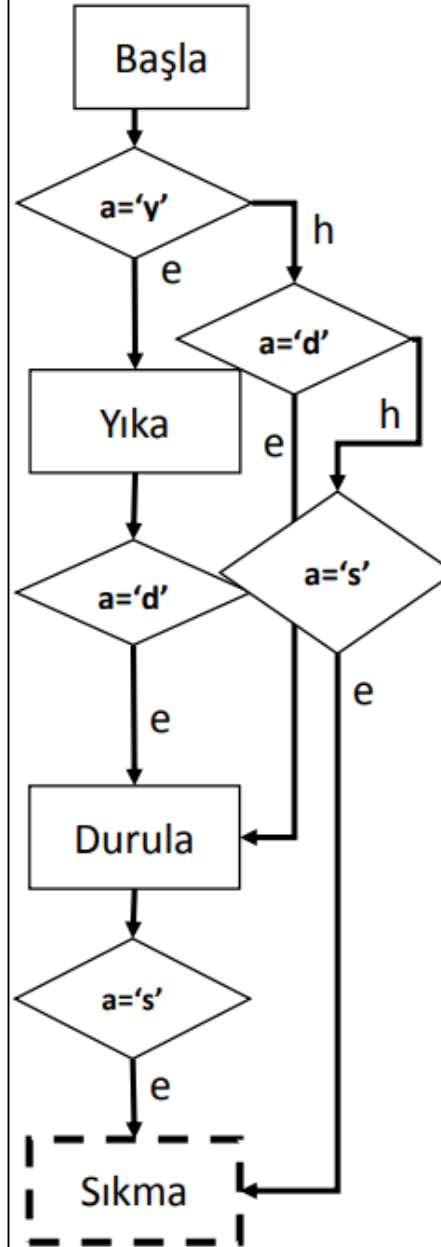 Başla
a=‘y’
h
e
a=‘d’
h
Yıka
e
a=‘s’
a=‘d’
e
e
Durula
a=‘s’
e
Sıkma